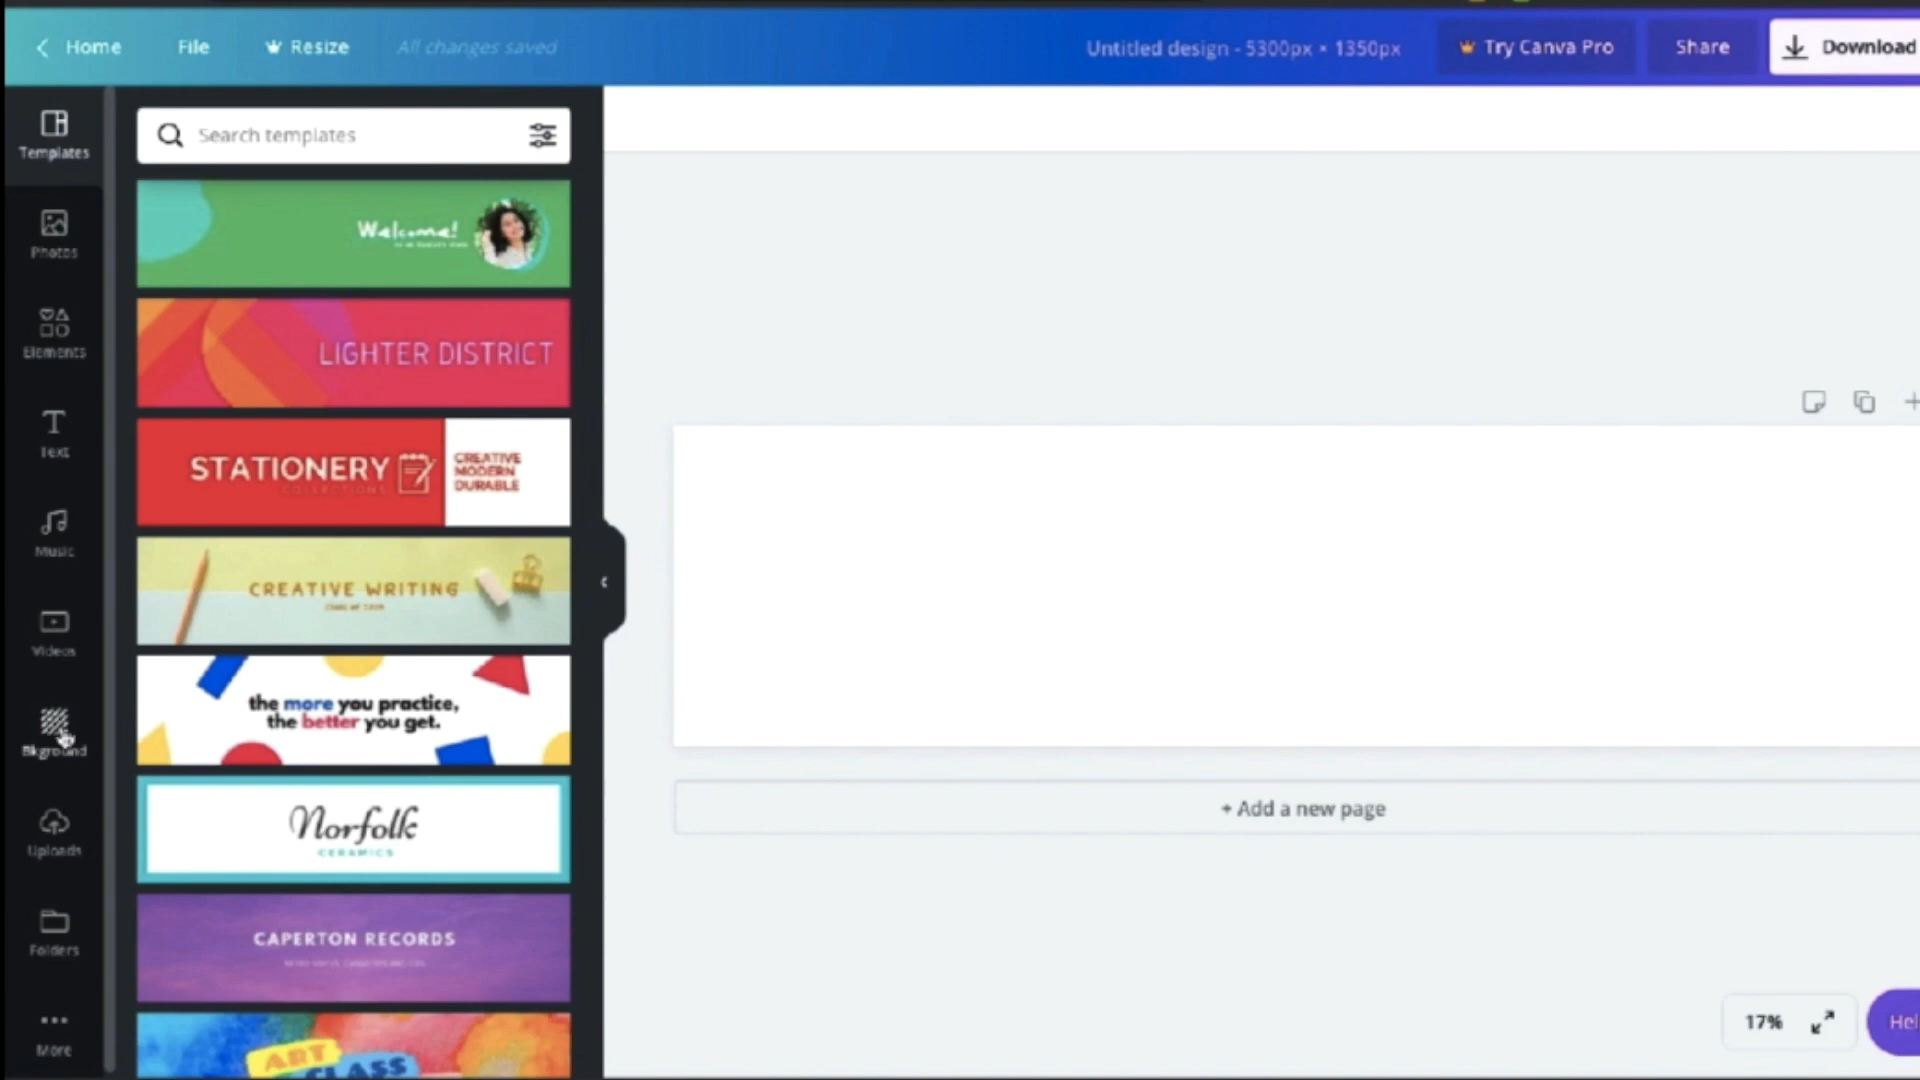 Home
File
Resize
All changes saved
Untitled design - 5300px × 1350px
Try Canva Pro
Share
Download
Templates
Search templates
Photos
Elements
Text
Music
Videos
Bkground
Uploads
Folders
More
Welcome!
LIGHTER DISTRICT
STATIONERY
COLLECTIONS
CREATIVE
MODERN
DURABLE
CREATIVE WRITING
the more you practice,
the better you get.
Norfolk
CERAMICS
CAPERTON RECORDS
ART
CLASS
+ Add a new page
17%
Hel